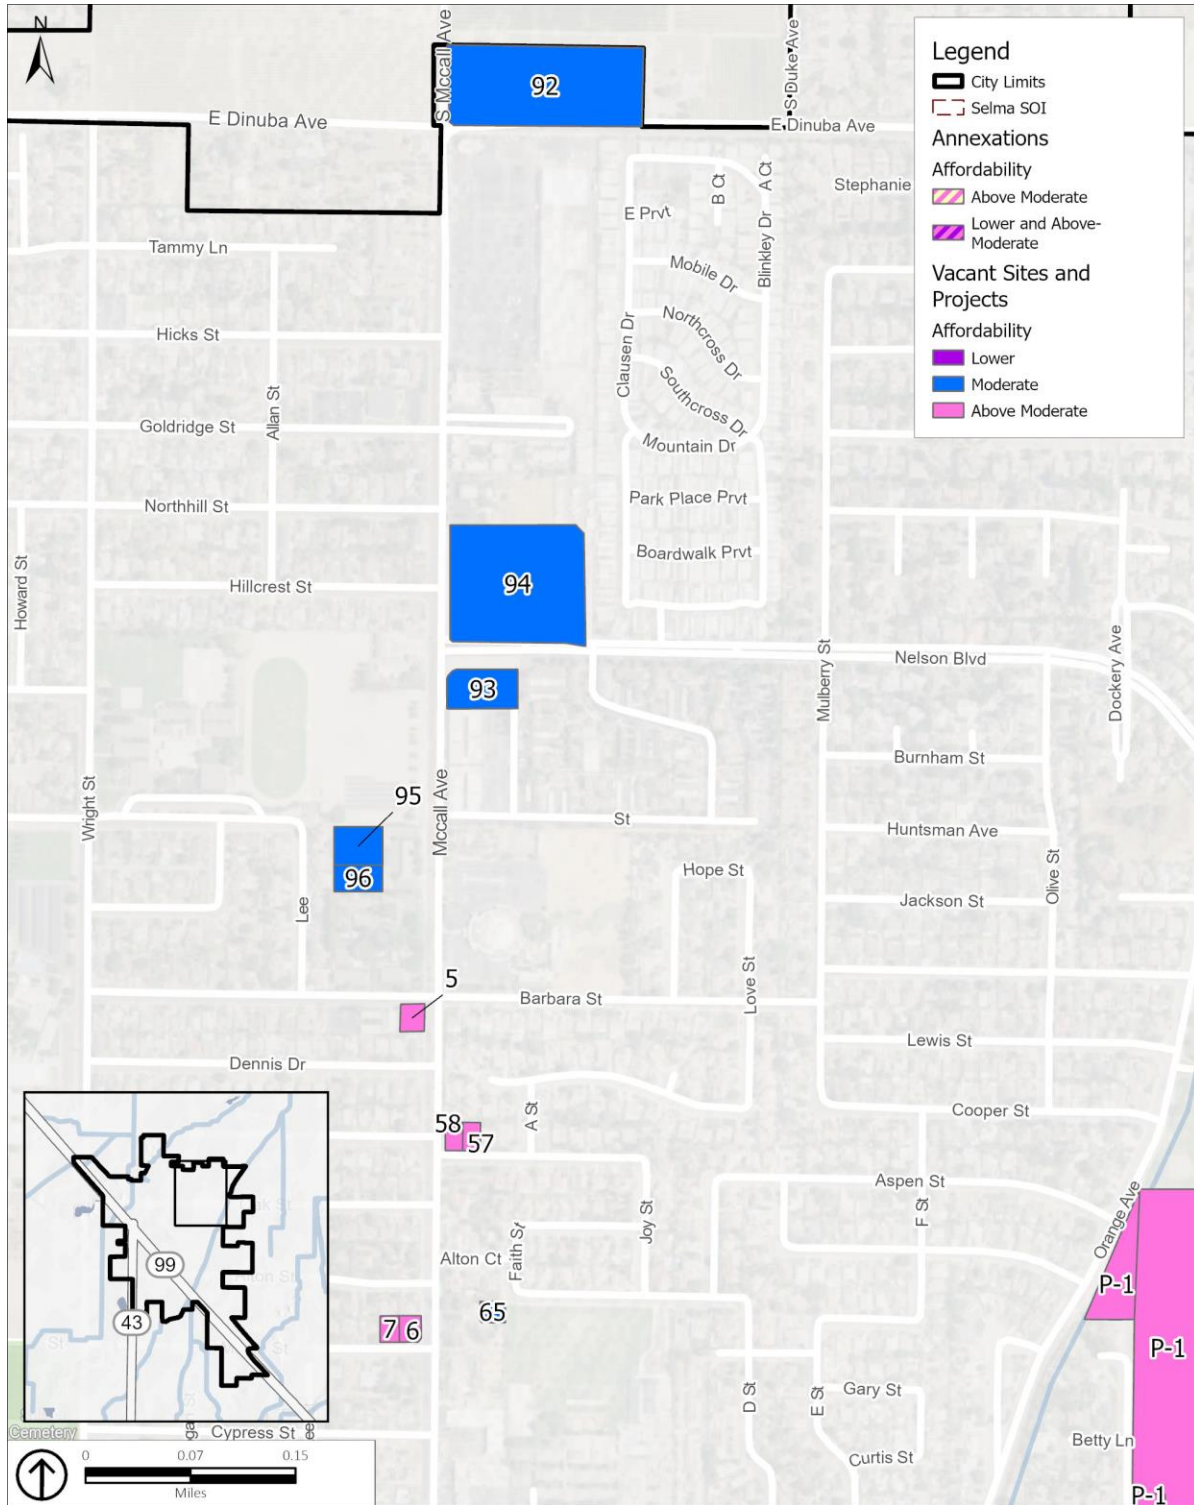 N
S Mccall Ave
92
S Duke Ave
E Dinuba Ave
E Dinuba Ave
Legend
City Limits
Selma SOI
Annexations
Affordability
Above Moderate
Lower and Above-
Moderate
Vacant Sites and
Projects
Affordability
Lower
Moderate
Above Moderate
Stephanie
B Ct
A Ct
E Prvt
Blinkley Dr
Tammy Ln
Mobile Dr
Hicks St
Northcross Dr
Clausen Dr
Southcross Dr
Allan St
Goldridge St
Mountain Dr
Northhill St
Park Place Prvt
Boardwalk Prvt
Howard St
Hillcrest St
94
Nelson Blvd
Dockery Ave
Mulberry St
93
Burnham St
Wright St
95
Mccall Ave
St
Huntsman Ave
96
Hope St
Olive St
Lee
Jackson St
5
Barbara St
Love St
Dennis Dr
Lewis St
58
57
A St
Cooper St
Aspen St
F St
Orange Ave
Joy St
Faith St
Alton Ct
99
43
65
7
6
P-1
P-1
D St
E St
Gary St
Curtis St
Betty Ln
P-1
Cemetery
Cypress St
0
0.07
0.15
Miles